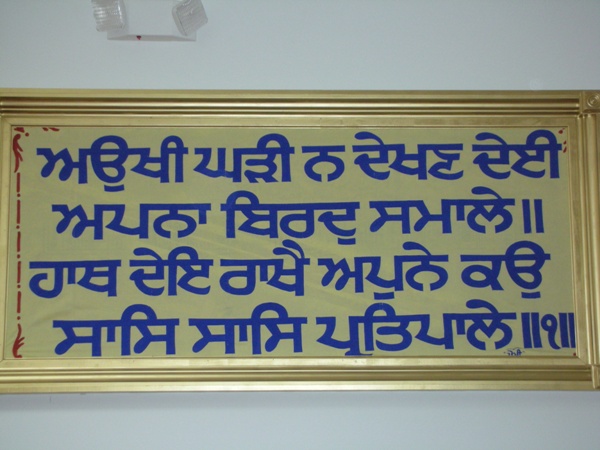 ਅਉਖੀ ਘੜੀ ਨ ਦੇਖਣ ਦੇਈ
ਅਪਨਾ ਬਿਰਦੁ ਸਮਾਲੇ॥
ਹਾਥ ਦੇਇ ਰਾਖੈ ਅਪੁਨੇ ਕਉ
ਸਾਸਿ ਸਾਸਿ ਪ੍ਰਤਿਪਾਲੇ॥੧॥